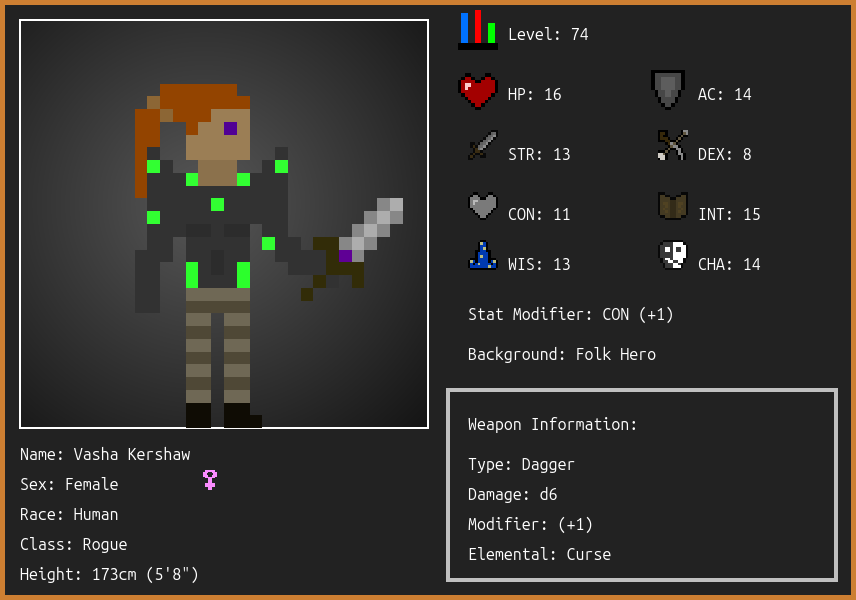 Level: 74
HP: 16
AC: 14
STR: 13
DEX: 8
CON: 11
INT: 15
WIS: 13
CHA: 14
Stat Modifier: CON (+1)
Background: Folk Hero
Weapon Information:
Type: Dagger
Damage: d6
Modifier: (+1)
Elemental: Curse
Name: Vasha Kershaw
Sex: Female
Race: Human
Class: Rogue
Height: 173cm (5'8")